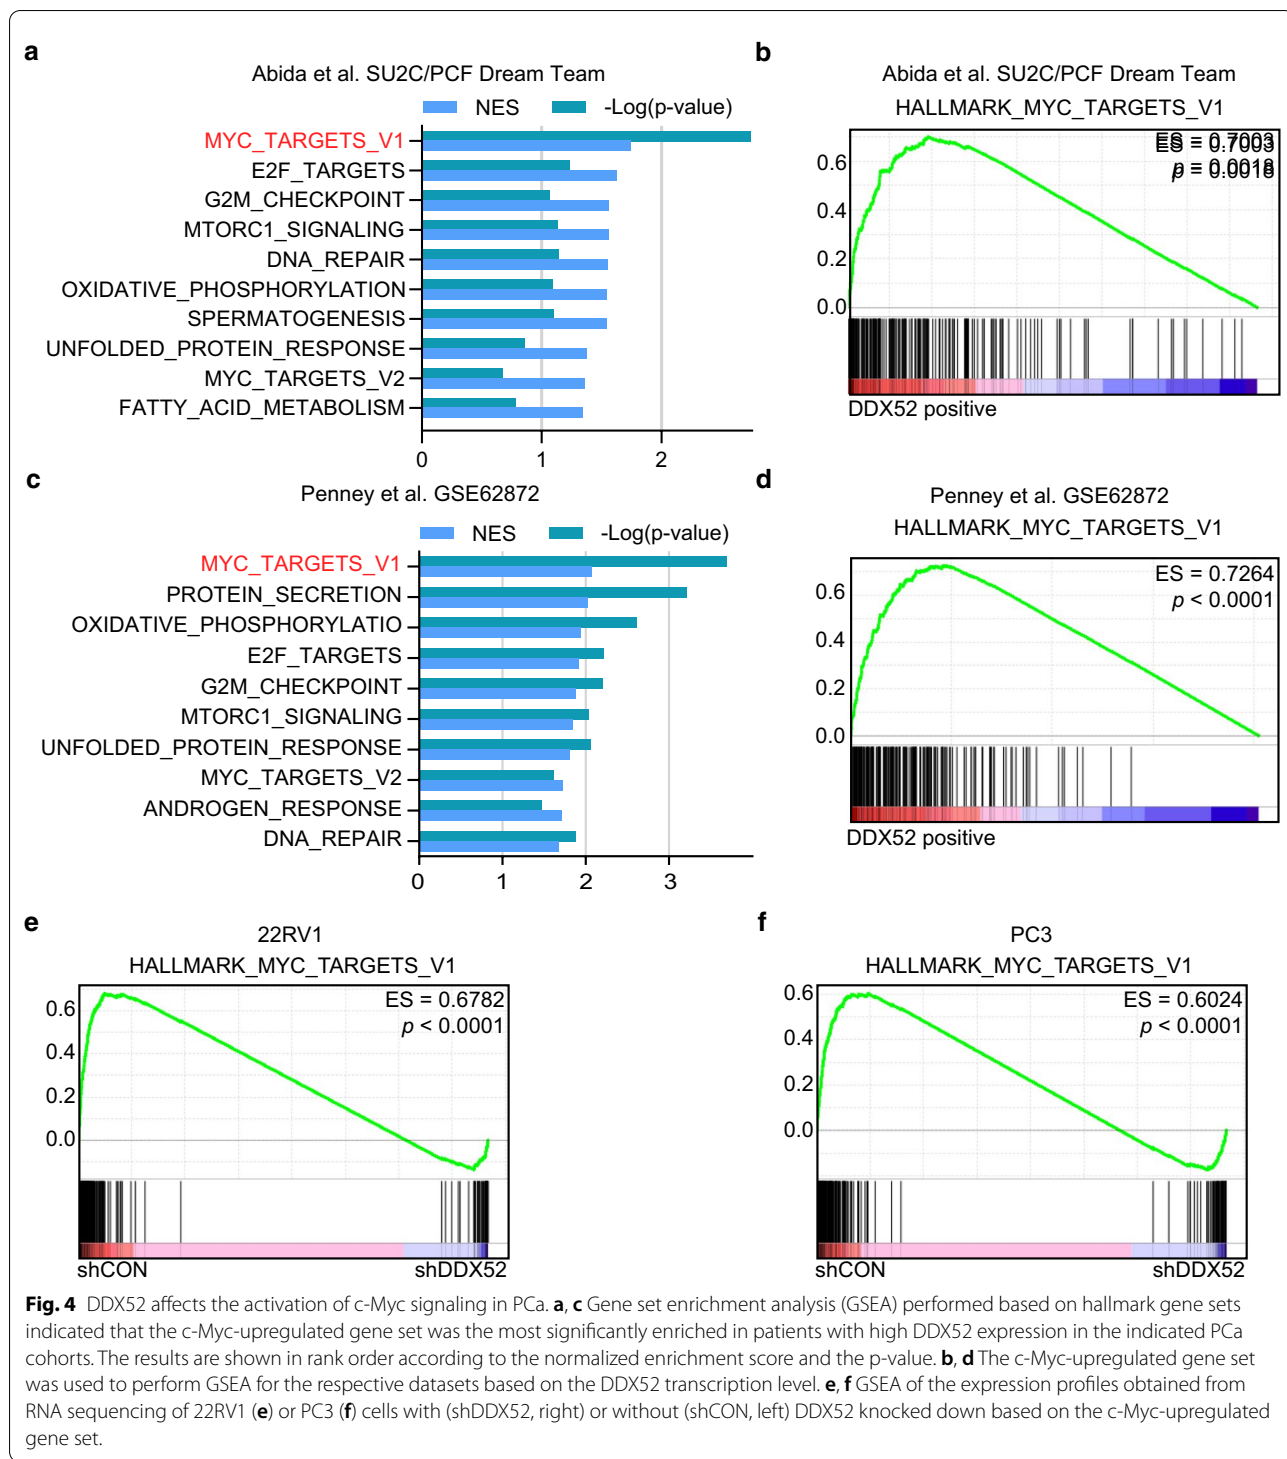 a
Abida et al. SU2C/PCF Dream Team
NES
-Log(p-value)
MYC_TARGETS_V1
E2F_TARGETS
G2M_CHECKPOINT
MTORC1_SIGNALING
DNA_REPAIR
OXIDATIVE_PHOSPHORYLATION
SPERMATOGENESIS
UNFOLDED_PROTEIN_RESPONSE
MYC_TARGETS_V2
FATTY_ACID_METABOLISM
0 1 2
b
Abida et al. SU2C/PCF Dream Team
HALLMARK_MYC_TARGETS_V1
ES = 0.7003
p = 0.0018
0.6
0.4
0.2
0.0
DDX52 positive
c
Penney et al. GSE62872
NES
-Log(p-value)
MYC_TARGETS_V1
PROTEIN_SECRETION
OXIDATIVE_PHOSPHORYLATIO
E2F_TARGETS
G2M_CHECKPOINT
MTORC1_SIGNALING
UNFOLDED_PROTEIN_RESPONSE
MYC_TARGETS_V2
ANDROGEN_RESPONSE
DNA_REPAIR
0 1 2 3
d
Penney et al. GSE62872
HALLMARK_MYC_TARGETS_V1
ES = 0.7264
p < 0.0001
0.6
0.4
0.2
0.0
DDX52 positive
e
22RV1
HALLMARK_MYC_TARGETS_V1
ES = 0.6782
p < 0.0001
0.6
0.4
0.2
0.0
shCON shDDX52
f
PC3
HALLMARK_MYC_TARGETS_V1
ES = 0.6024
p < 0.0001
0.6
0.4
0.2
0.0
shCON shDDX52
Fig. 4 DDX52 affects the activation of c-Myc signaling in PCa. a, c Gene set enrichment analysis (GSEA) performed based on hallmark gene sets
indicated that the c-Myc-upregulated gene set was the most significantly enriched in patients with high DDX52 expression in the indicated PCa
cohorts. The results are shown in rank order according to the normalized enrichment score and the p-value. b, d The c-Myc-upregulated gene set
was used to perform GSEA for the respective datasets based on the DDX52 transcription level. e, f GSEA of the expression profiles obtained from
RNA sequencing of 22RV1 (e) or PC3 (f) cells with (shDDX52, right) or without (shCON, left) DDX52 knocked down based on the c-Myc-upregulated
gene set.